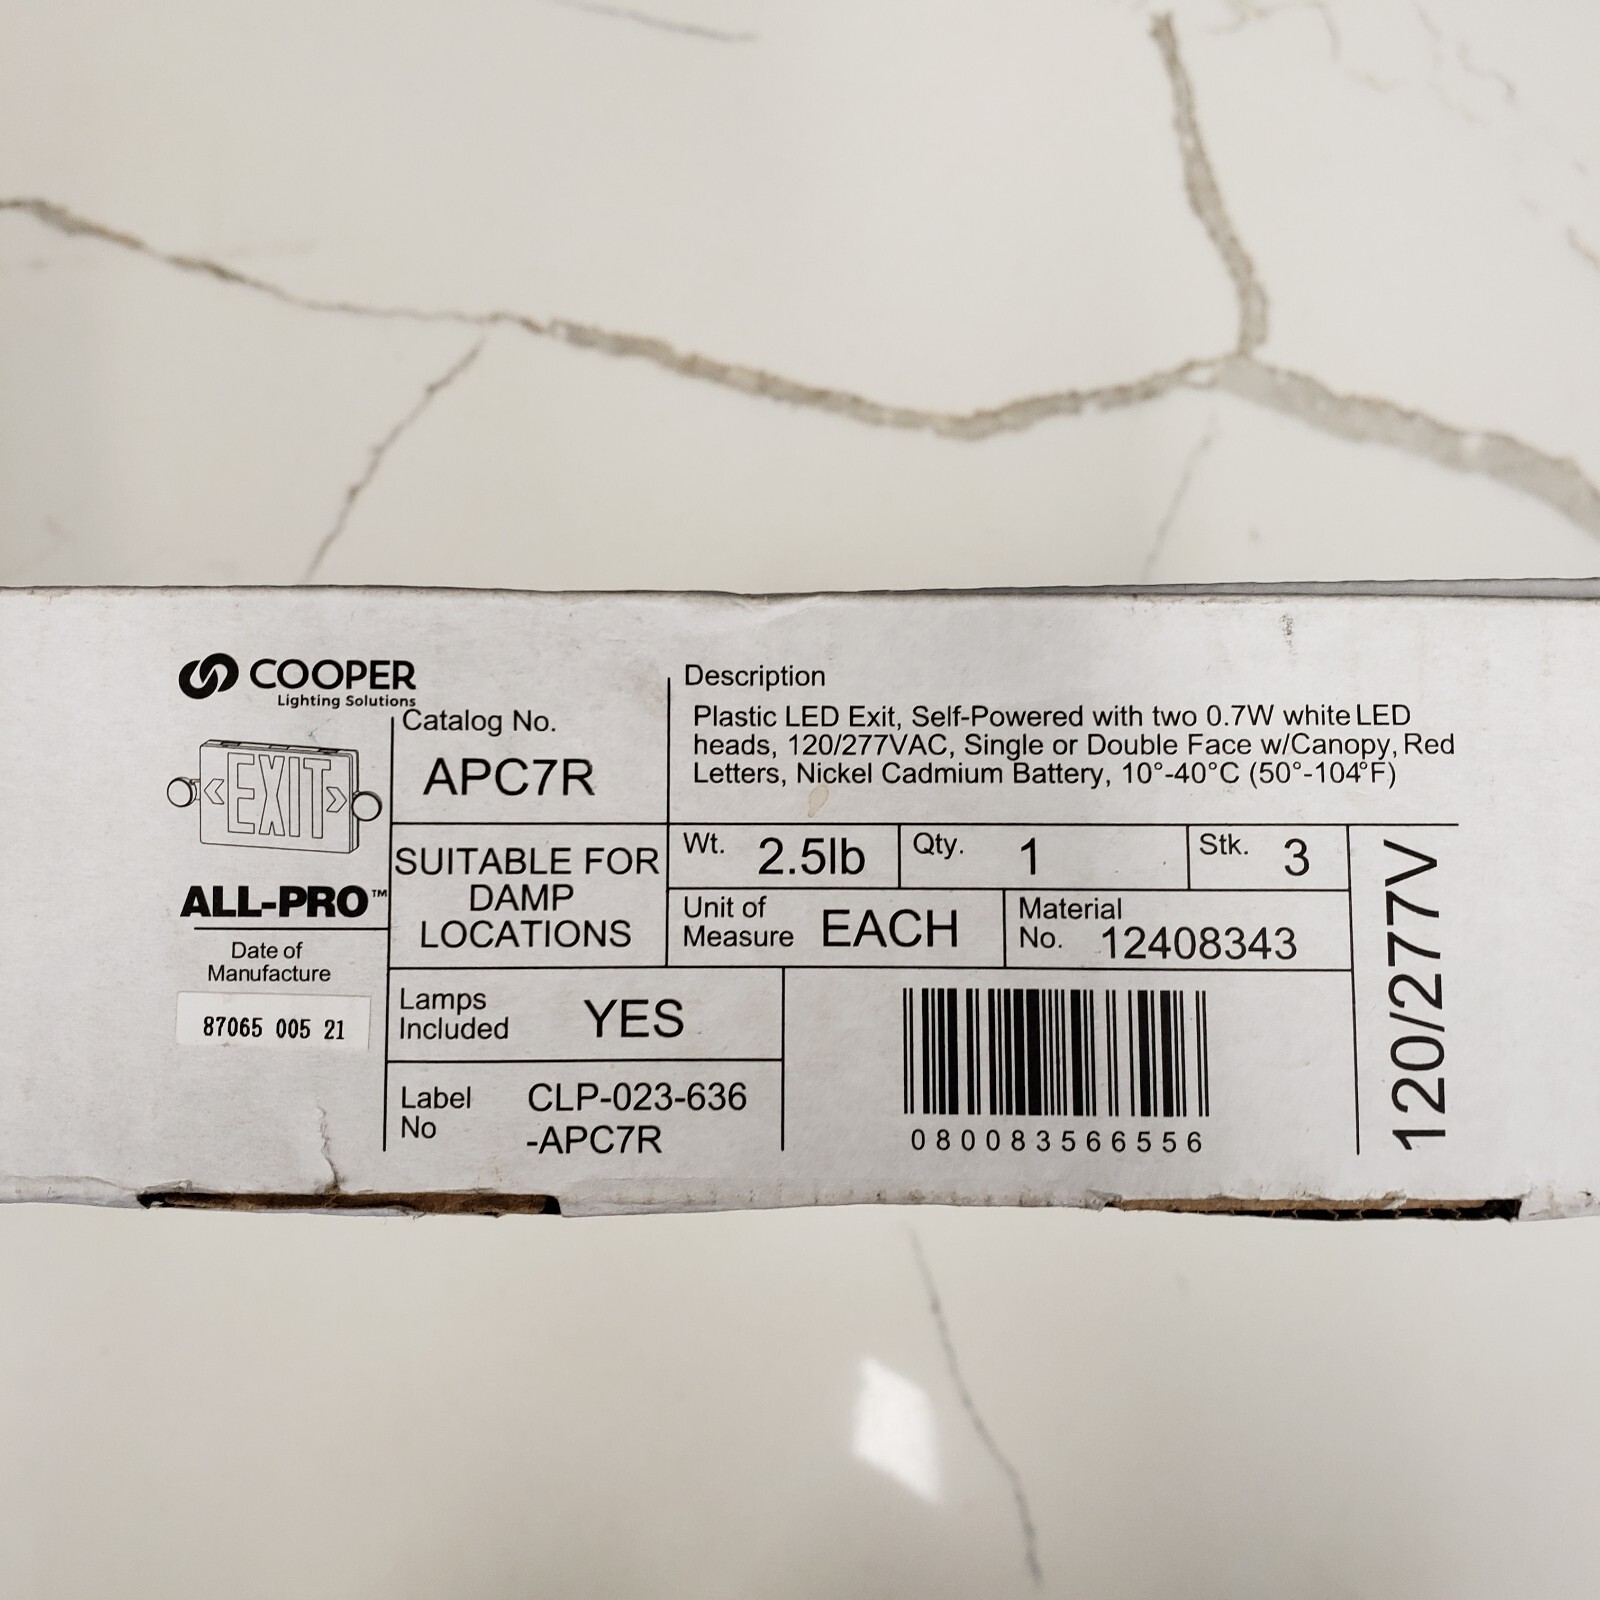 COOPER
Lighting Solutions
EXIT
ALL-PRO™
Date of
Manufacture
87065 005 21
Catalog No.
APC7R
SUITABLE FOR
DAMP
LOCATIONS
Lamps
Included YES
Label
No
CLP-023-636
-APC7R
Description
Plastic LED Exit, Self-Powered with two 0.7W white LED
heads, 120/277VAC, Single or Double Face w/Canopy, Red
Letters, Nickel Cadmium Battery, 10°-40°C (50°-104°F)
Wt. 2.5lb
Qty. 1
Stk. 3
Unit of
Measure EACH
Material
No. 12408343
080083566556
120/277V